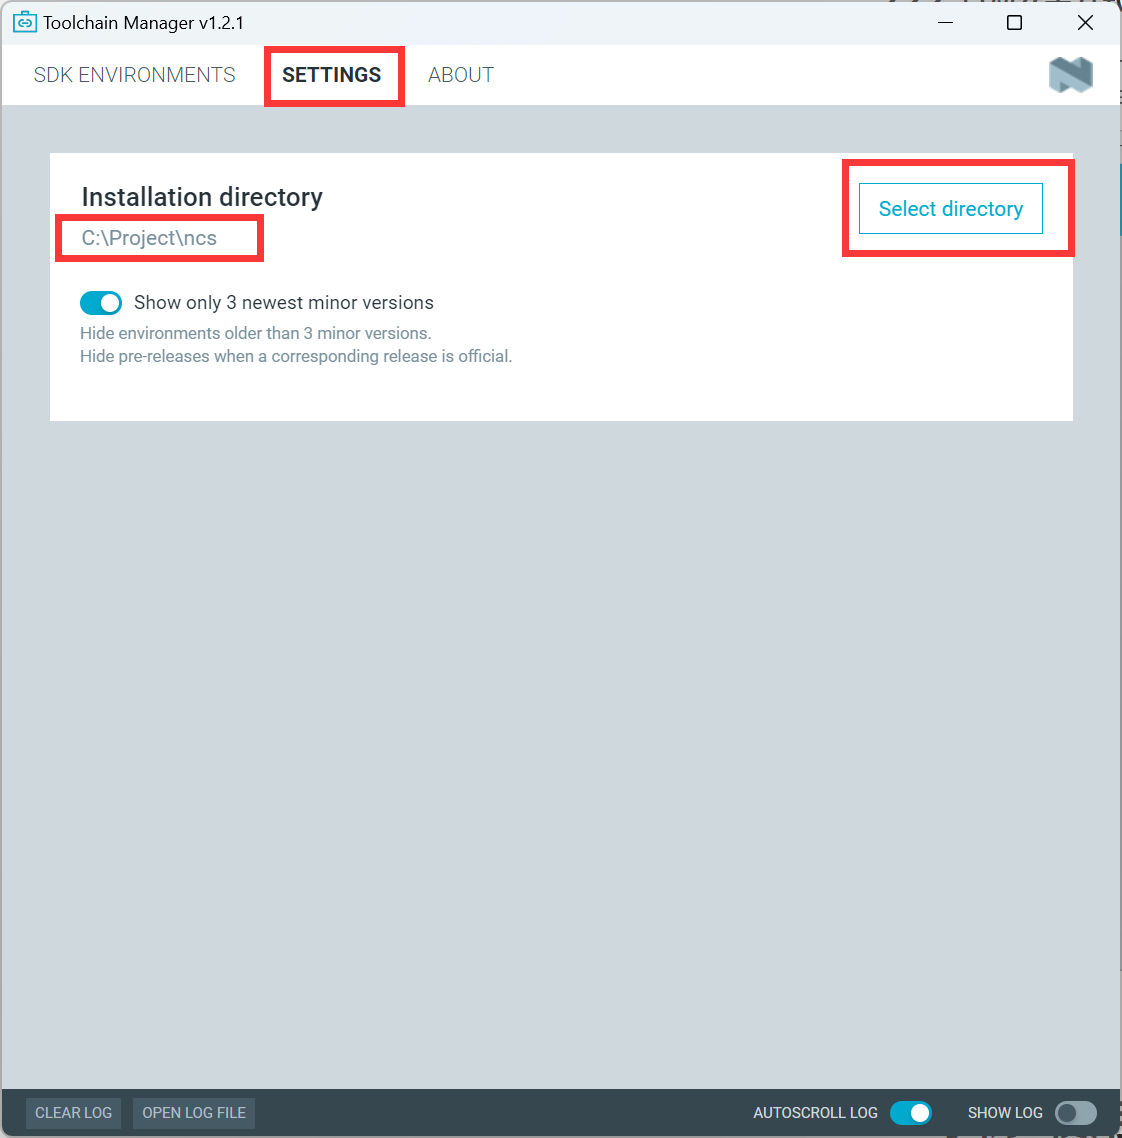 Toolchain Manager v1.2.1
SDK ENVIRONMENTS
SETTINGS
ABOUT
Installation directory
Select directory
C:\Project\ncs
Show only 3 newest minor versions
Hide environments older than 3 minor versions.
Hide pre-releases when a corresponding release is official.
CLEAR LOG
OPEN LOG FILE
AUTOSCROLL LOG
SHOW LOG